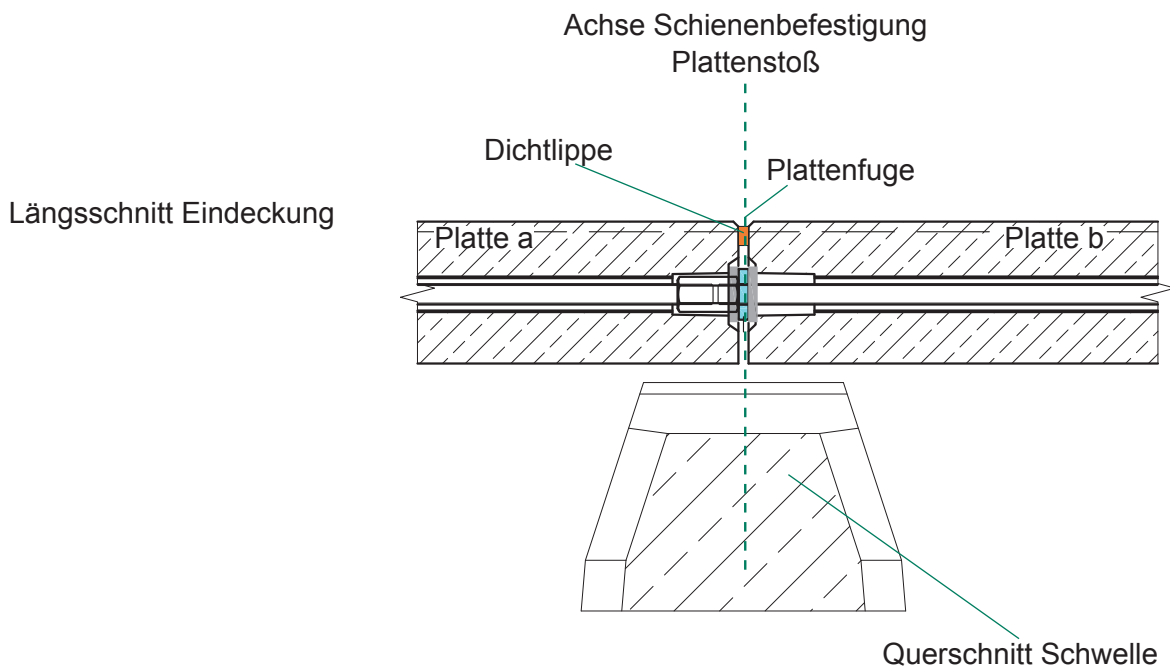 Achse Schienenbefestigung
Plattenstoß
Dichtlippe
Plattenfuge
Längsschnitt Eindeckung
Platte a
Platte b
Querschnitt Schwelle